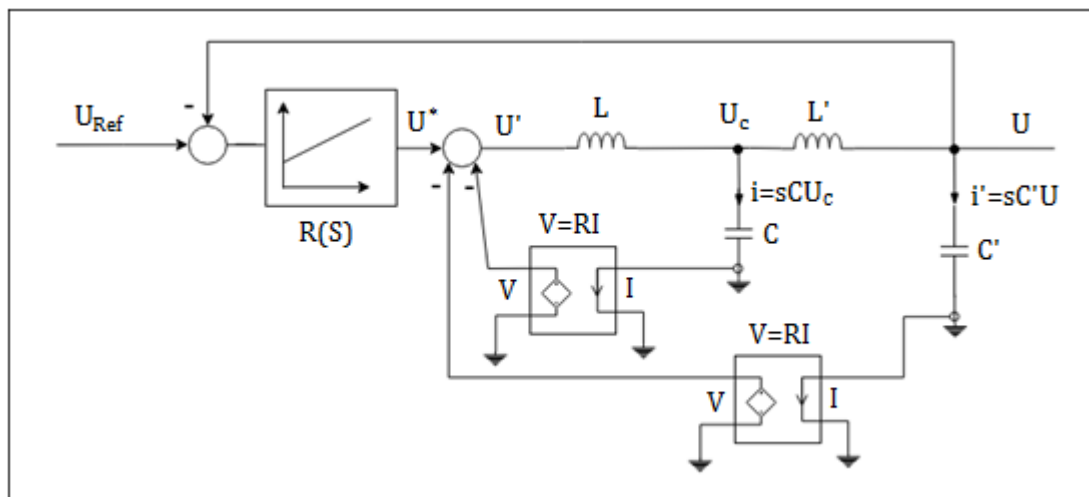 -
U_Ref
U*
U'
L
U_c
L'
U
-
-
R(S)
i=sCU_c
C
i'=sC'U
C'
V=RI
V
I
V=RI
V
I